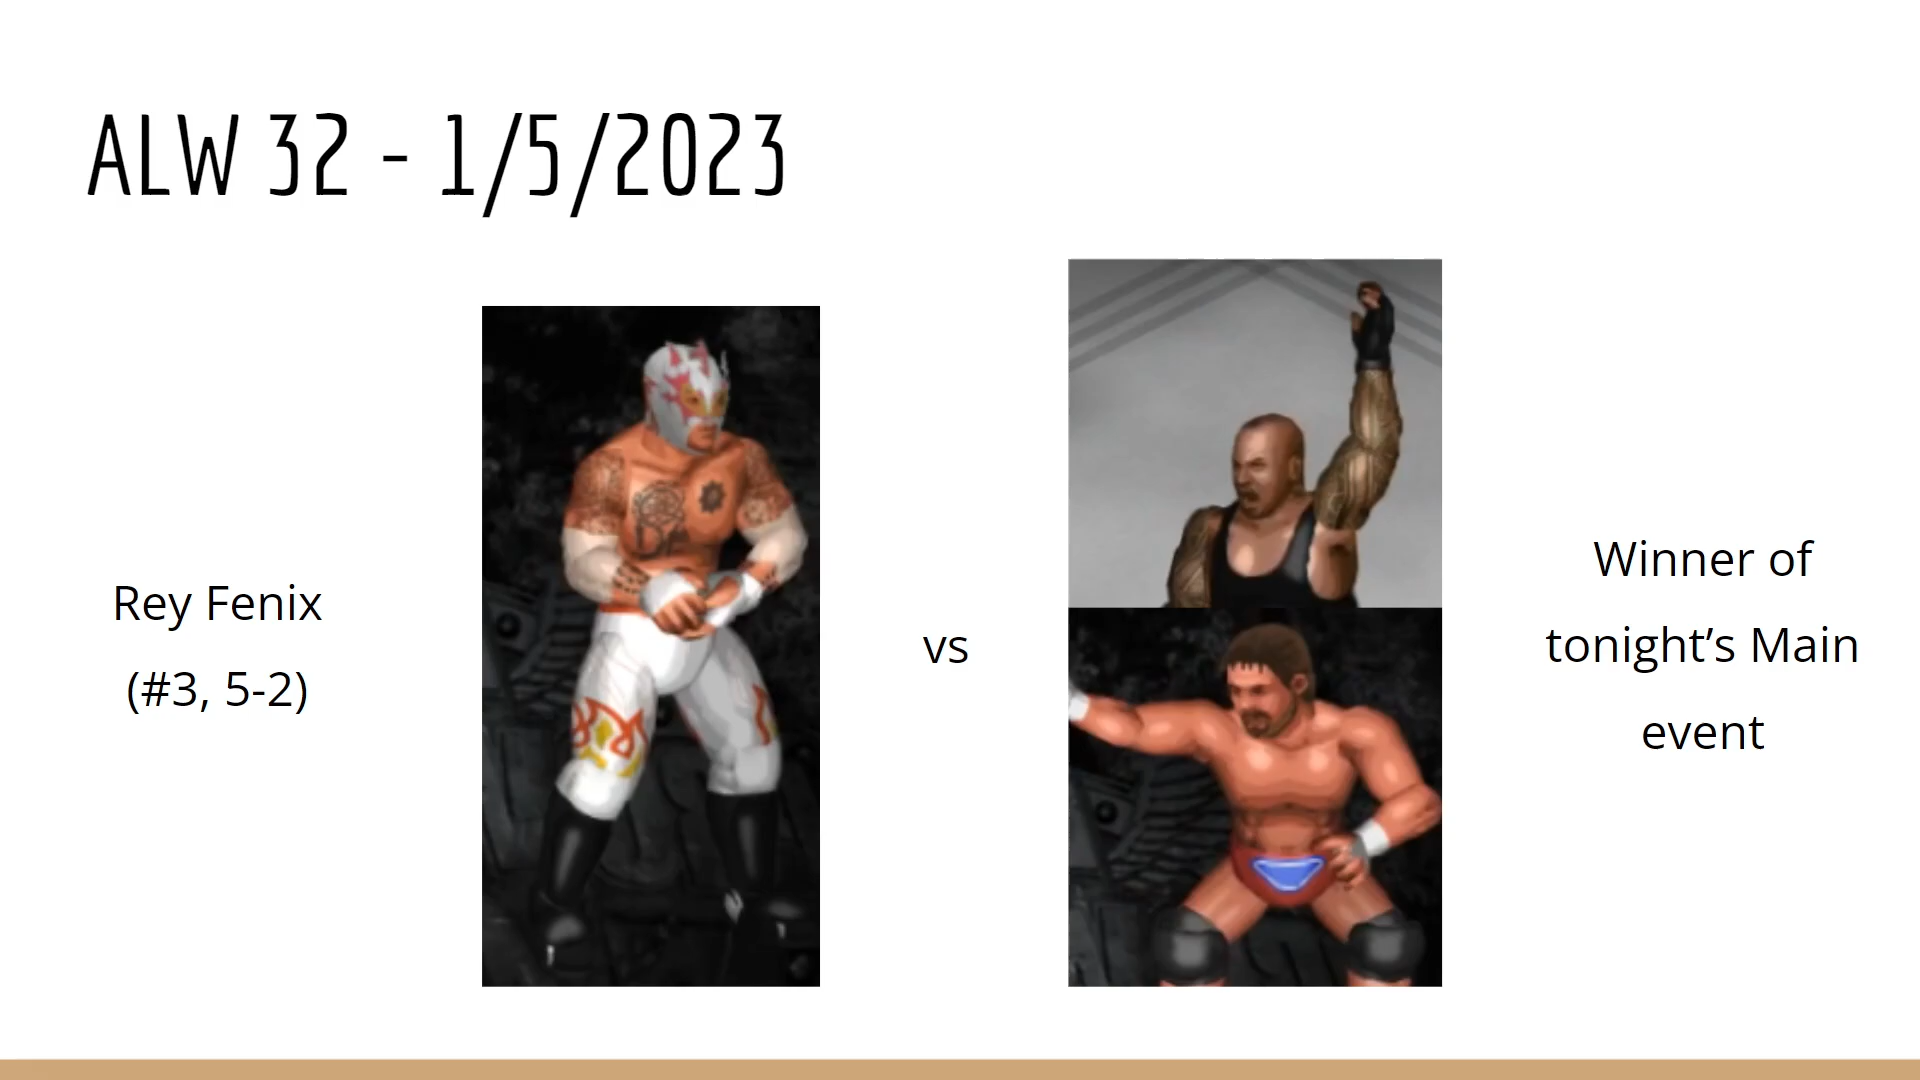 ALW 32 - 1/5/2023
Rey Fenix
(#3, 5-2)
vs
Winner of
tonight’s Main
event